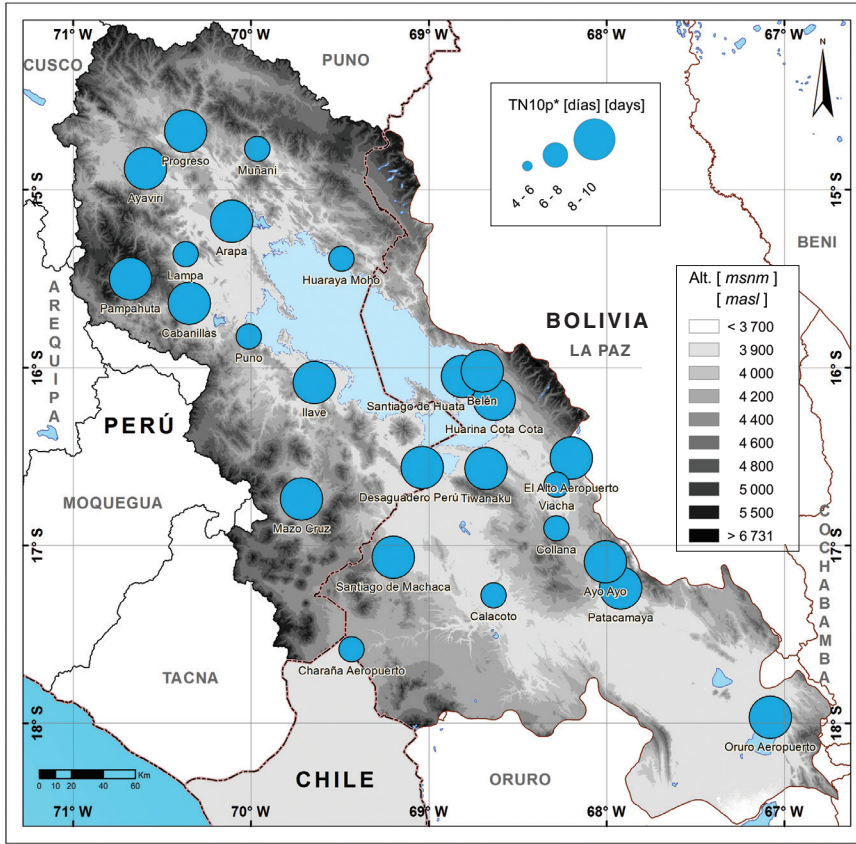 71° W
70° W
69° W
68° W
67° W
CUSCO
PUNO
N
TN10p* [días] [days]
4 - 6
6 - 8
8 - 10
Progreso
Muñani
Ayaviri
15° S
15° S
Arapa
BENI
Lampa
Huaraya Moho
Alt. [ msnm ]
[ masl ]
< 3 700
3 900
4 000
4 200
4 400
4 600
4 800
5 000
5 500
> 6 731
AREQUIPA
Pampahuta
Cabanillas
BOLIVIA
LA PAZ
Puno
16° S
16° S
Santiago de Huata
Belén
Ilave
Huarina Cota Cota
PERÚ
Desaguadero Perú
Tiwanaku
El Alto Aeropuerto
Viacha
MOQUEGUA
Mazo Cruz
Collana
17° S
17° S
COCHABAMBA
Santiago de Machaca
Ayo Ayo
Patacamaya
Calacoto
Charaña Aeropuerto
TACNA
18° S
18° S
Oruro Aeropuerto
CHILE
ORURO
0 10 20 40 60
Km
71° W
70° W
69° W
68° W
67° W